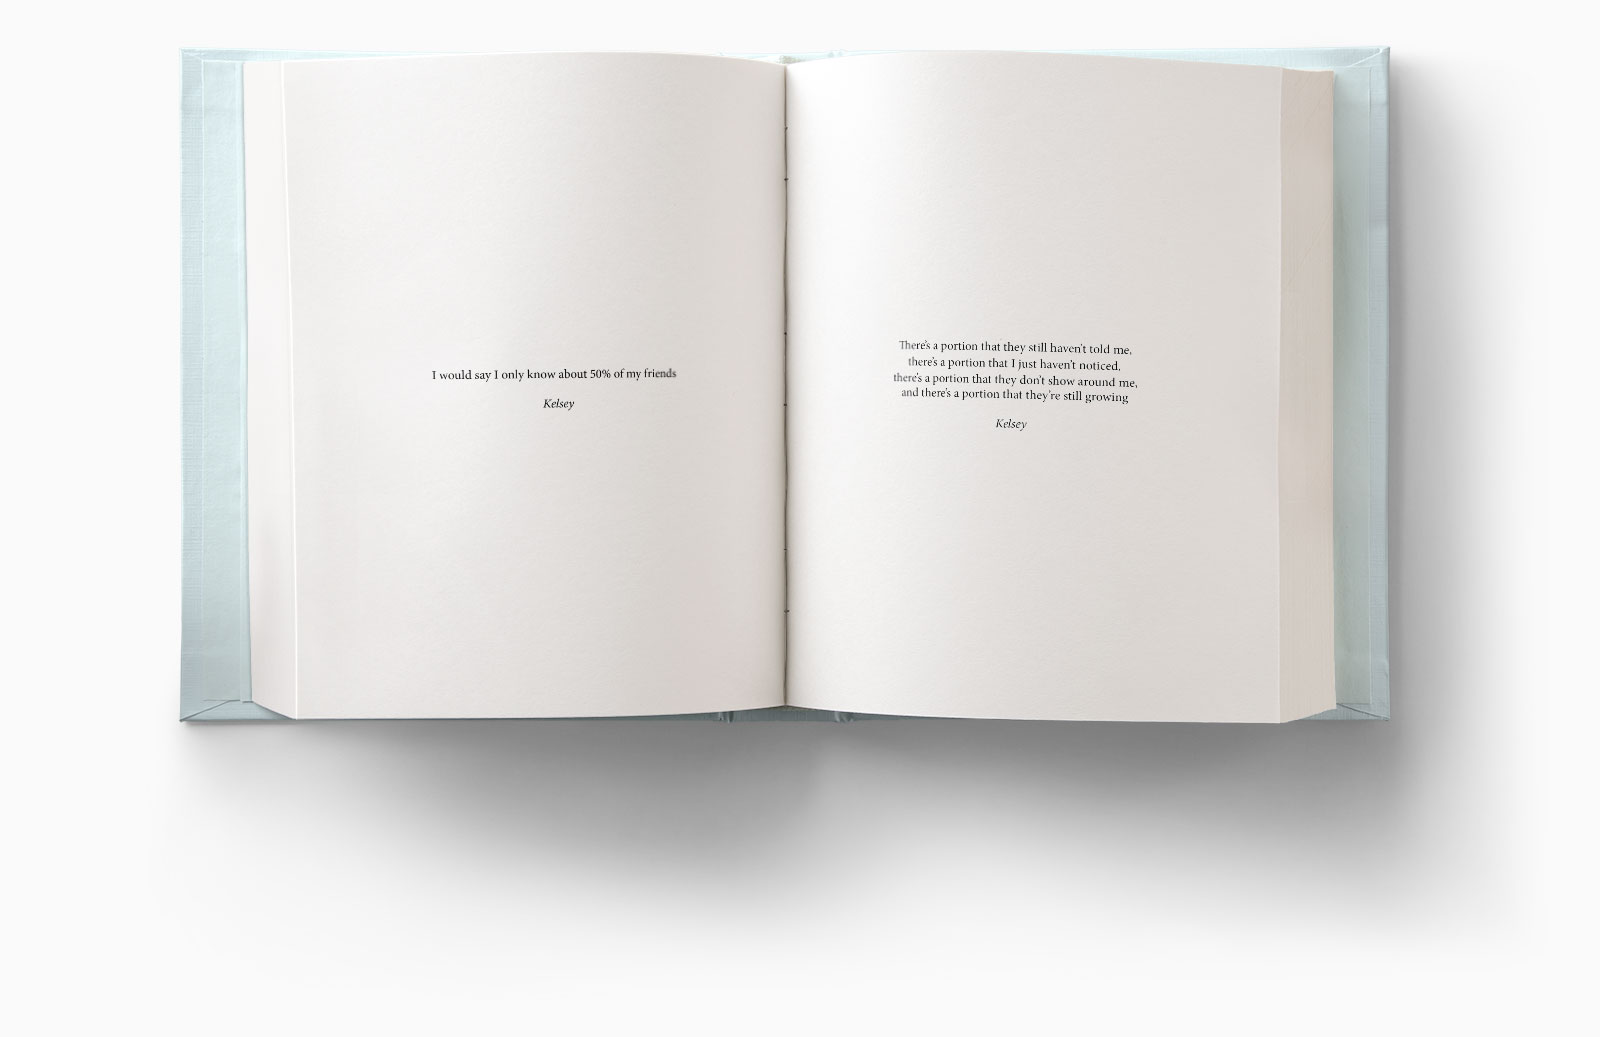 I would say I only know about 50% of my friends
Kelsey
There's a portion that they still haven't told me,
there's a portion that I just haven't noticed,
there's a portion that they don't show around me,
and there's a portion that they're still growing
Kelsey